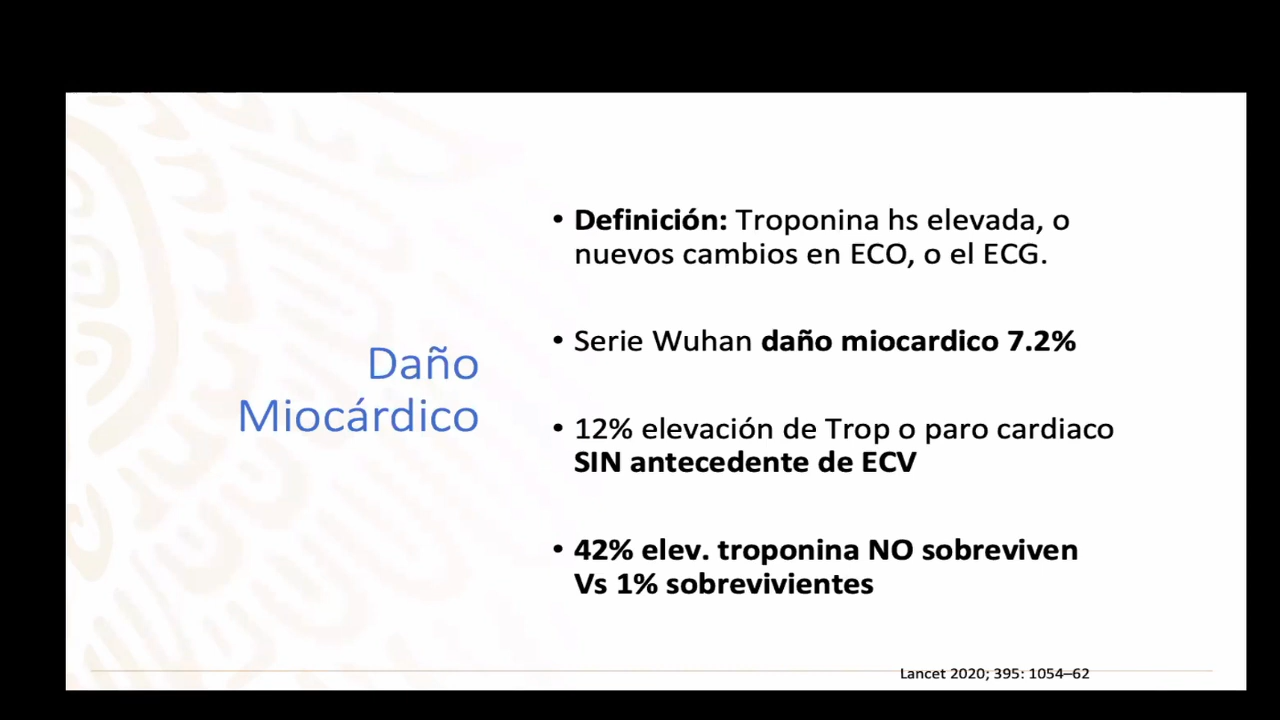 Daño
Miocárdico
• Definición: Troponina hs elevada, o
nuevos cambios en ECO, o el ECG.
• Serie Wuhan daño miocardico 7.2%
• 12% elevación de Trop o paro cardiaco
SIN antecedente de ECV
• 42% elev. troponina NO sobreviven
Vs 1% sobrevivientes
Lancet 2020; 395: 1054–62